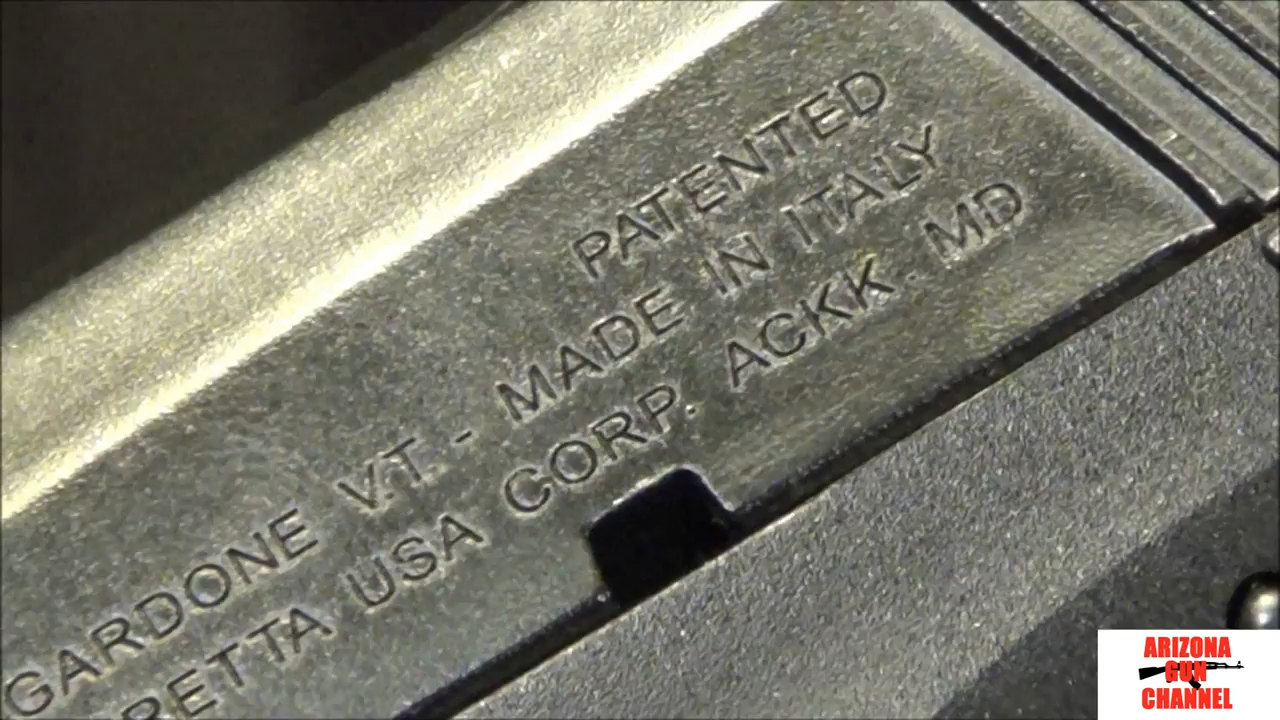 PATENTED
GARDONE V.T. - MADE IN ITALY
RETTA USA CORP. ACKK. MD
ARIZONA
GUN
CHANNEL